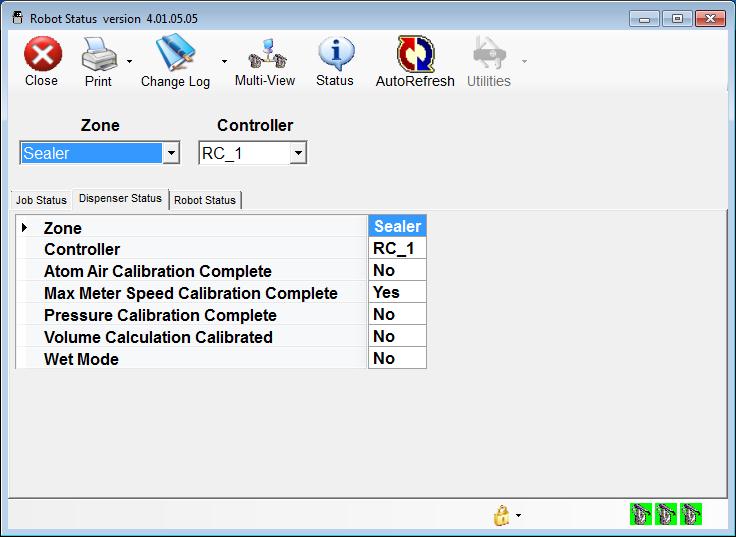 Robot Status version 4.01.05.05
Close Print Change Log Multi-View Status AutoRefresh Utilities
Zone Controller
Sealer RC_1
Job Status Dispenser Status Robot Status
Zone Sealer
Controller RC_1
Atom Air Calibration Complete No
Max Meter Speed Calibration Complete Yes
Pressure Calibration Complete No
Volume Calculation Calibrated No
Wet Mode No